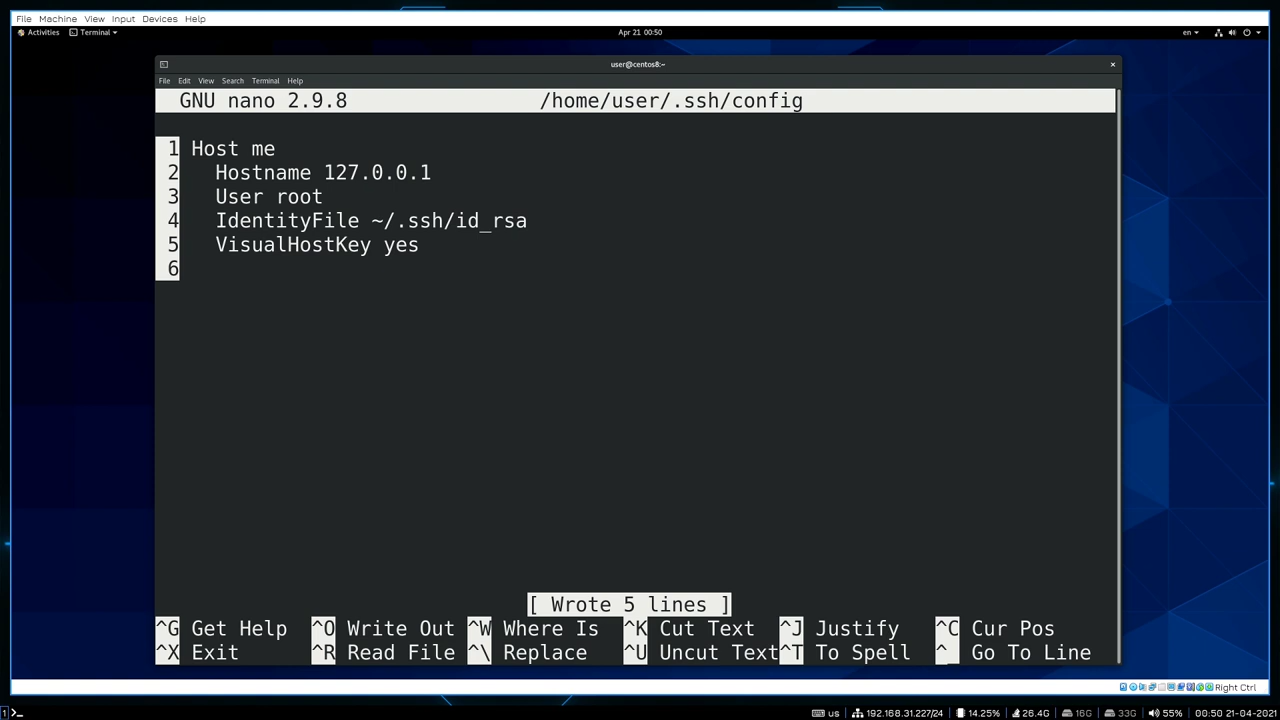 File Machine View Input Devices Help
Activities Terminal Apr 21 00:50 en
user@centos8:~
File Edit View Search Terminal Help
GNU nano 2.9.8 /home/user/.ssh/config
1 Host me
2 Hostname 127.0.0.1
3 User root
4 IdentityFile ~/.ssh/id_rsa
5 VisualHostKey yes
6
[ Wrote 5 lines ]
^G Get Help ^O Write Out ^W Where Is ^K Cut Text ^J Justify ^C Cur Pos
^X Exit ^R Read File ^\ Replace ^U Uncut Text ^T To Spell ^_ Go To Line
Right Ctrl
1 >_ us 192.168.31.227/24 14.25% 26.4G 16G 33G 55% 00:50 21-04-2021